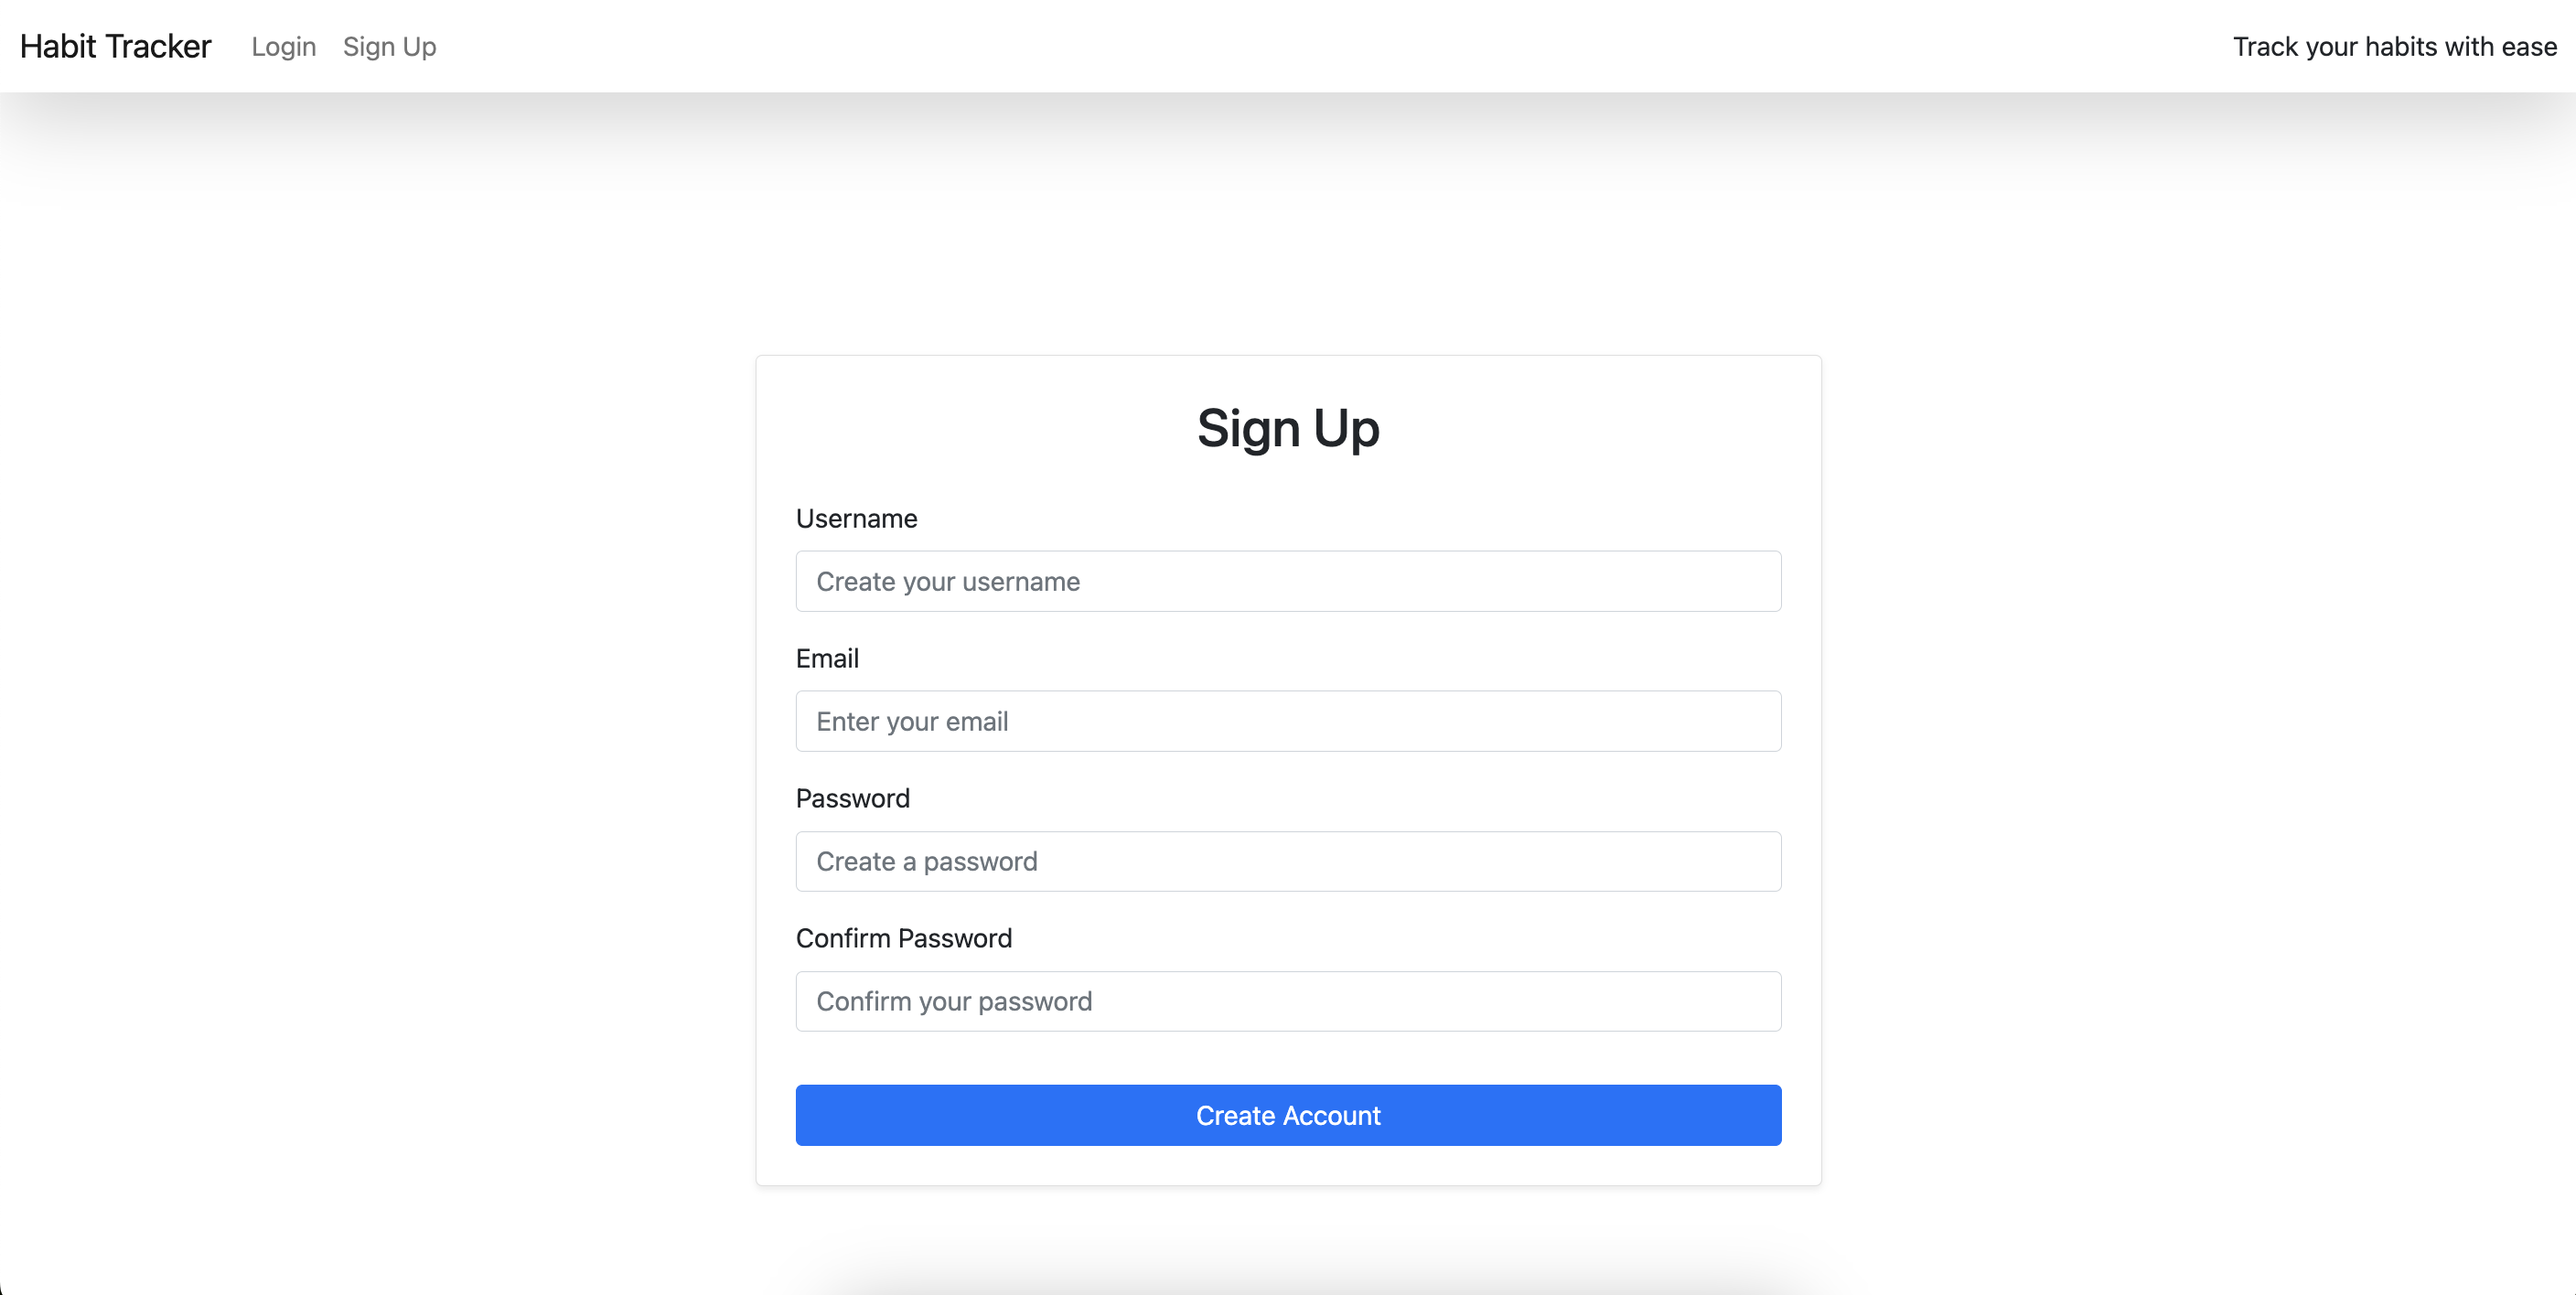 Habit Tracker Login Sign Up Track your habits with ease
Sign Up
Username
Create your username
Email
Enter your email
Password
Create a password
Confirm Password
Confirm your password
Create Account